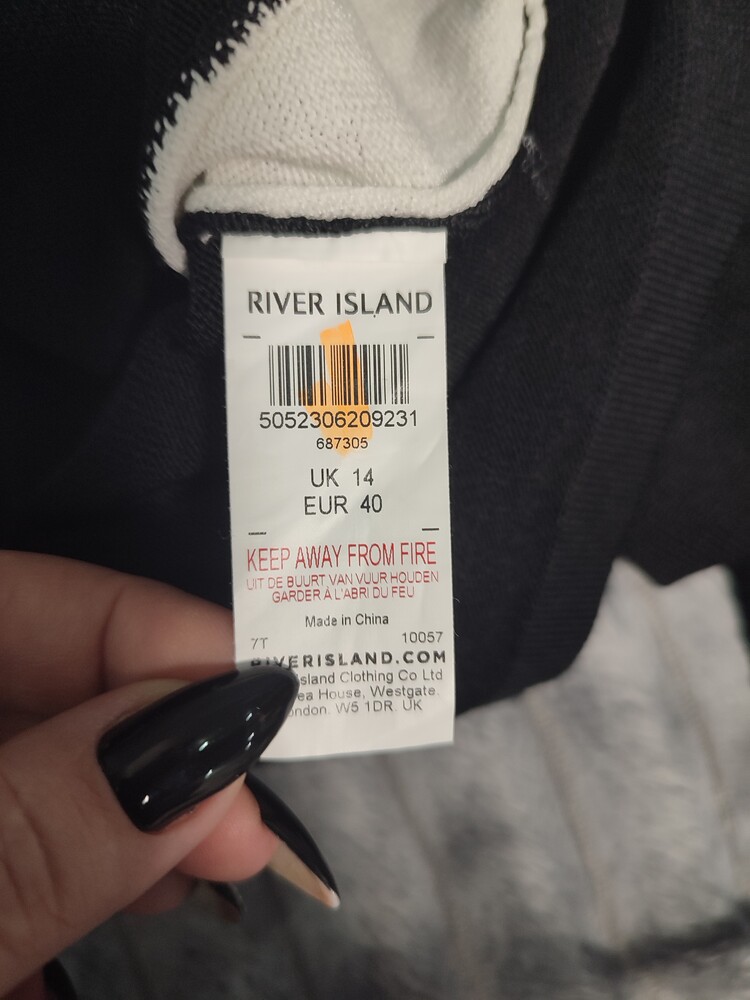 RIVER ISLAND
5052306209231
687305
UK 14
EUR 40
KEEP AWAY FROM FIRE
UIT DE BUURT VAN VUUR HOUDEN
GARDER À L'ABRI DU FEU
Made in China
7T 10057
RIVERISLAND.COM
Island Clothing Co Ltd
House, Westgate.
W5 1DR. UK